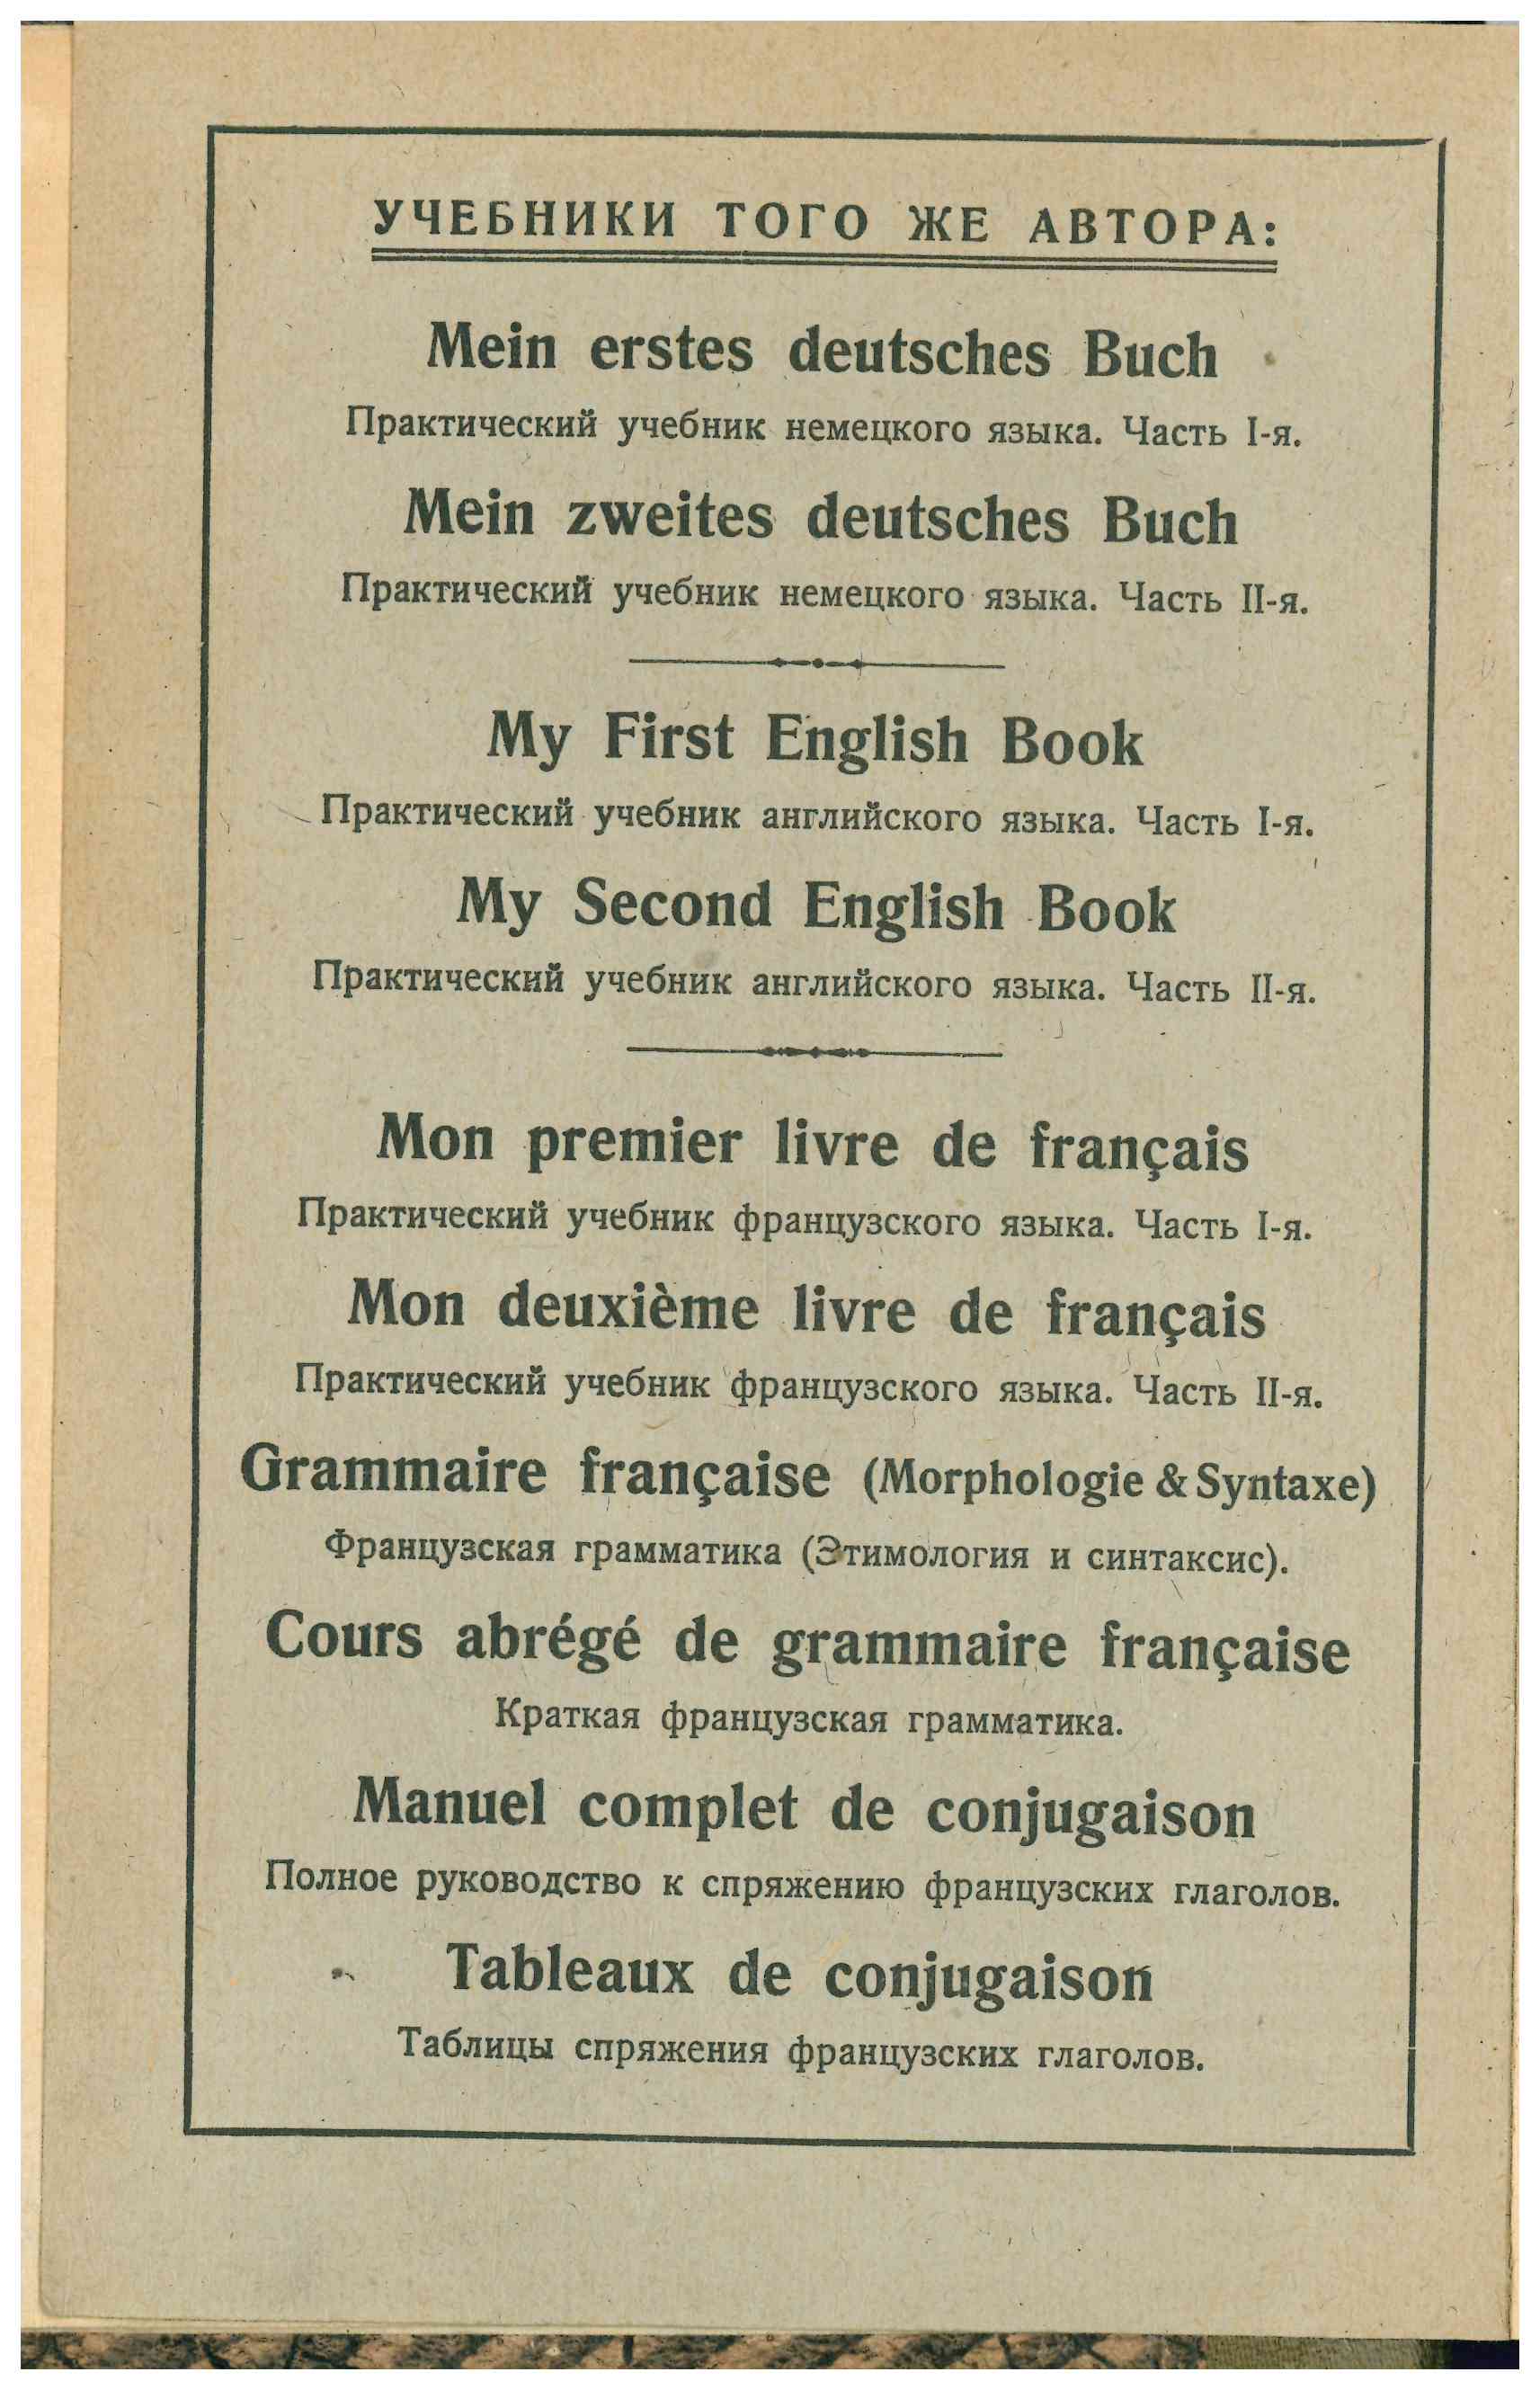 УЧЕБНИКИ ТОГО ЖЕ АВТОРА:
Mein erstes deutsches Buch
Практический учебник немецкого языка. Часть I-я.
Mein zweites deutsches Buch
Практический учебник немецкого языка. Часть II-я.
My First English Book
Практический учебник английского языка. Часть I-я.
My Second English Book
Практический учебник английского языка. Часть II-я.
Mon premier livre de français
Практический учебник французского языка. Часть I-я.
Mon deuxième livre de français
Практический учебник французского языка. Часть II-я.
Grammaire française (Morphologie & Syntaxe)
Французская грамматика (Этимология и синтаксис).
Cours abrégé de grammaire française
Краткая французская грамматика.
Manuel complet de conjugaison
Полное руководство к спряжению французских глаголов.
Tableaux de conjugaison
Таблицы спряжения французских глаголов.